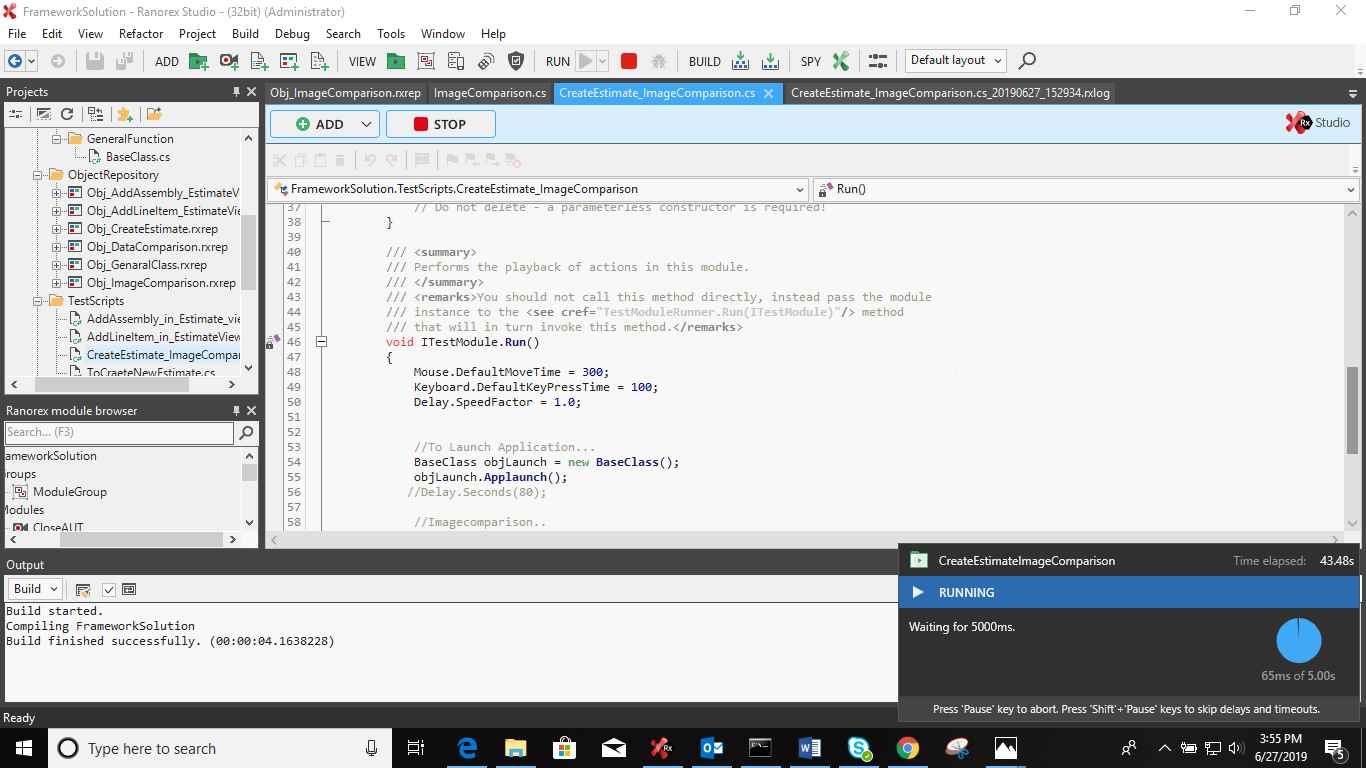 FrameworkSolution - Ranorex Studio - (32bit) (Administrator)
File Edit View Refactor Project Build Debug Search Tools Window Help
ADD VIEW RUN BUILD SPY Default layout
Projects
Obj_ImageComparison.rxrep ImageComparison.cs CreateEstimate_ImageComparison.cs CreateEstimate_ImageComparison.cs_20190627_152934.rxlog
ADD STOP Rx Studio
GeneralFunction
BaseClass.cs
ObjectRepository
Obj_AddAssembly_EstimateV
Obj_AddLineItem_EstimateVie
Obj_CreateEstimate.rxrep
Obj_DataComparison.rxrep
Obj_GenaralClass.rxrep
Obj_ImageComparison.rxrep
TestScripts
AddAssembly_in_Estimate_vie
AddLineItem_in_EstimateView
CreateEstimate_ImageCompar
ToCraeteNewEstimate.cs
FrameworkSolution.TestScripts.CreateEstimate_ImageComparison Run()
37 // Do not delete - a parameterless constructor is required!
38 }
39
40 /// <summary>
41 /// Performs the playback of actions in this module.
42 /// </summary>
43 /// <remarks>You should not call this method directly, instead pass the module
44 /// instance to the <see cref="TestModuleRunner.Run(ITestModule)"/> method
45 /// that will in turn invoke this method.</remarks>
46 void ITestModule.Run()
47 {
48 Mouse.DefaultMoveTime = 300;
49 Keyboard.DefaultKeyPressTime = 100;
50 Delay.SpeedFactor = 1.0;
51
52
53 //To Launch Application...
54 BaseClass objLaunch = new BaseClass();
55 objLaunch.Applaunch();
56 //Delay.Seconds(80);
57
58 //Imagecomparison..
Ranorex module browser
Search... (F3)
ameworkSolution
roups
ModuleGroup
Modules
CloseAUT
Output
Build
Build started.
Compiling FrameworkSolution
Build finished successfully. (00:00:04.1638228)
CreateEstimateImageComparison Time elapsed: 43.48s
RUNNING
Waiting for 5000ms.
65ms of 5.00s
Press 'Pause' key to abort. Press 'Shift'+'Pause' keys to skip delays and timeouts.
Ready
Type here to search
3:55 PM
6/27/2019
5